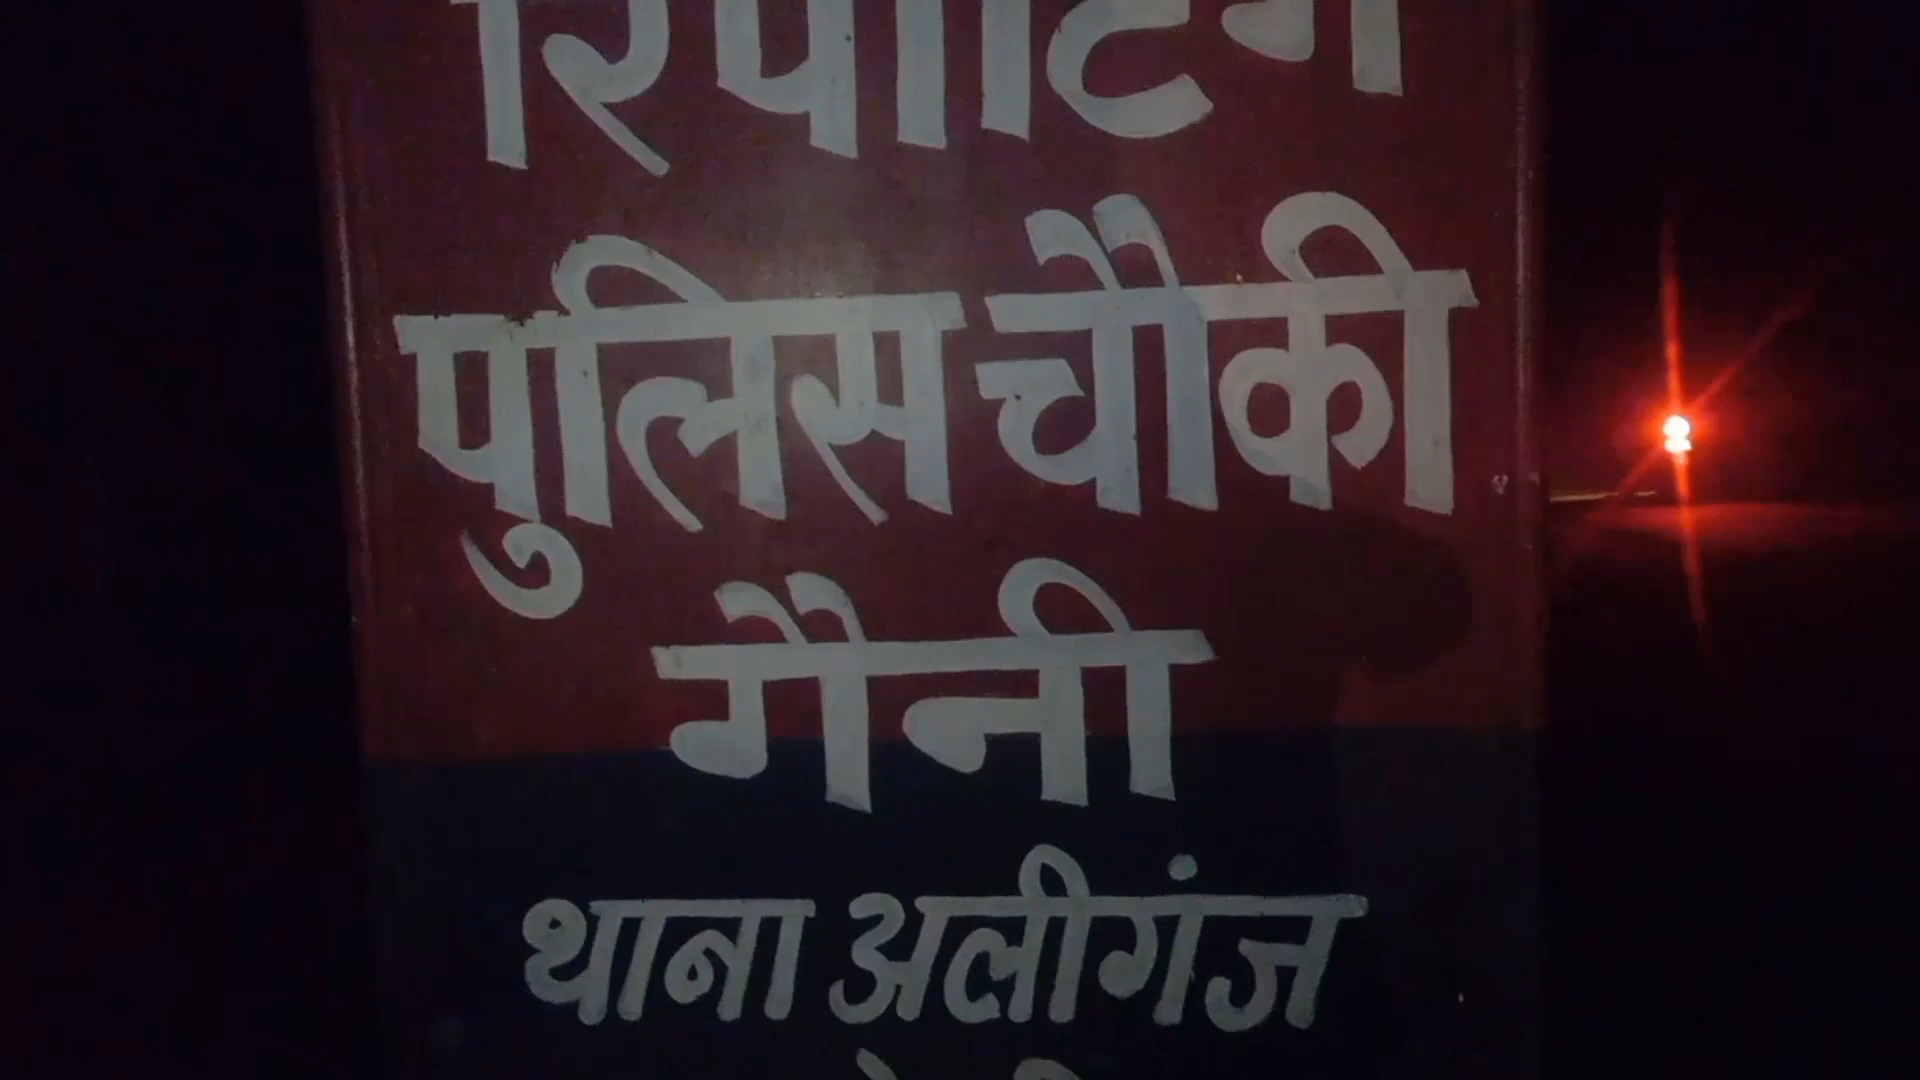 रिपोर्टिंग
पुलिस चौकी
गैनी
थाना अलीगंज